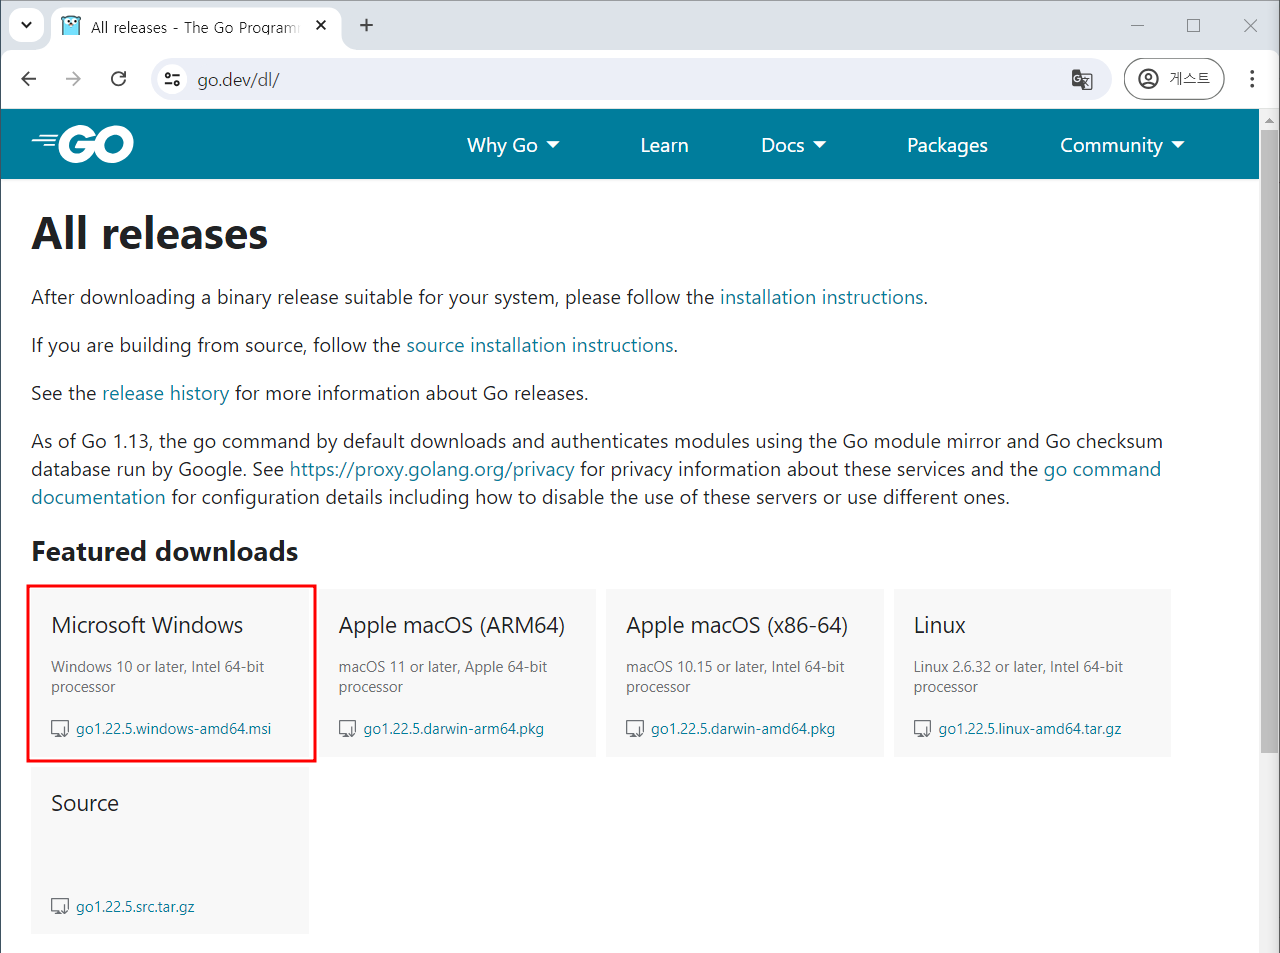 All releases - The Go Program
go.dev/dl/
게스트
GO
Why Go
Learn
Docs
Packages
Community
All releases
After downloading a binary release suitable for your system, please follow the installation instructions.
If you are building from source, follow the source installation instructions.
See the release history for more information about Go releases.
As of Go 1.13, the go command by default downloads and authenticates modules using the Go module mirror and Go checksum
database run by Google. See https://proxy.golang.org/privacy for privacy information about these services and the go command
documentation for configuration details including how to disable the use of these servers or use different ones.
Featured downloads
Microsoft Windows
Windows 10 or later, Intel 64-bit
processor
go1.22.5.windows-amd64.msi
Apple macOS (ARM64)
macOS 11 or later, Apple 64-bit
processor
go1.22.5.darwin-arm64.pkg
Apple macOS (x86-64)
macOS 10.15 or later, Intel 64-bit
processor
go1.22.5.darwin-amd64.pkg
Linux
Linux 2.6.32 or later, Intel 64-bit
processor
go1.22.5.linux-amd64.tar.gz
Source
go1.22.5.src.tar.gz